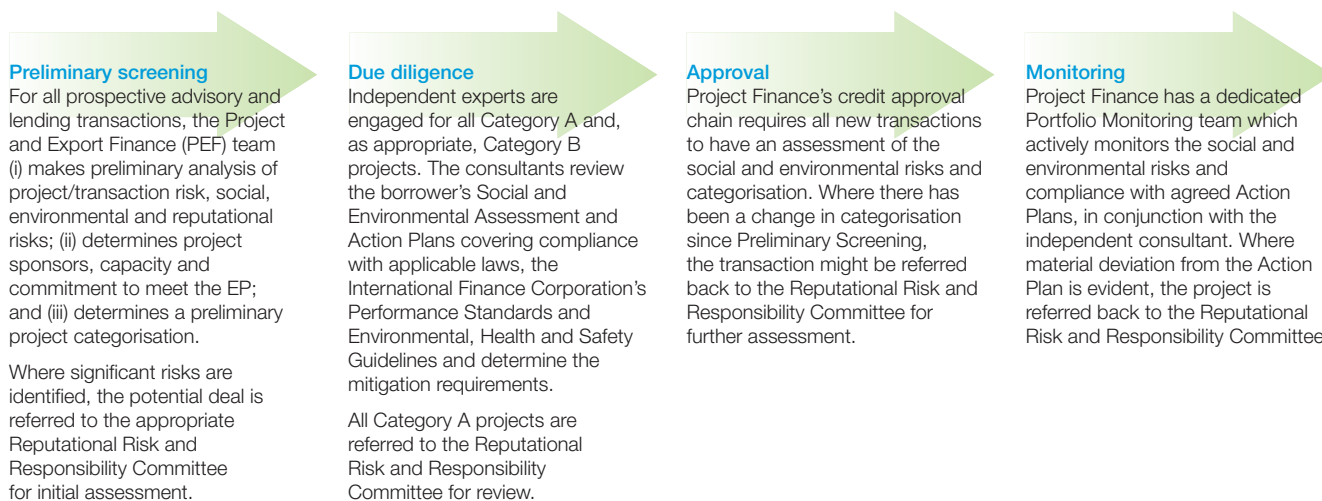 Preliminary screening
For all prospective advisory and
lending transactions, the Project
and Export Finance (PEF) team
(i) makes preliminary analysis of
project/transaction risk, social,
environmental and reputational
risks; (ii) determines project
sponsors, capacity and
commitment to meet the EP;
and (iii) determines a preliminary
project categorisation.
Where significant risks are
identified, the potential deal is
referred to the appropriate
Reputational Risk and
Responsibility Committee
for initial assessment.
Due diligence
Independent experts are
engaged for all Category A and,
as appropriate, Category B
projects. The consultants review
the borrower’s Social and
Environmental Assessment and
Action Plans covering compliance
with applicable laws, the
International Finance Corporation’s
Performance Standards and
Environmental, Health and Safety
Guidelines and determine the
mitigation requirements.
All Category A projects are
referred to the Reputational
Risk and Responsibility
Committee for review.
Approval
Project Finance’s credit approval
chain requires all new transactions
to have an assessment of the
social and environmental risks and
categorisation. Where there has
been a change in categorisation
since Preliminary Screening,
the transaction might be referred
back to the Reputational Risk and
Responsibility Committee for
further assessment.
Monitoring
Project Finance has a dedicated
Portfolio Monitoring team which
actively monitors the social and
environmental risks and
compliance with agreed Action
Plans, in conjunction with the
independent consultant. Where
material deviation from the Action
Plan is evident, the project is
referred back to the Reputational
Risk and Responsibility Committee